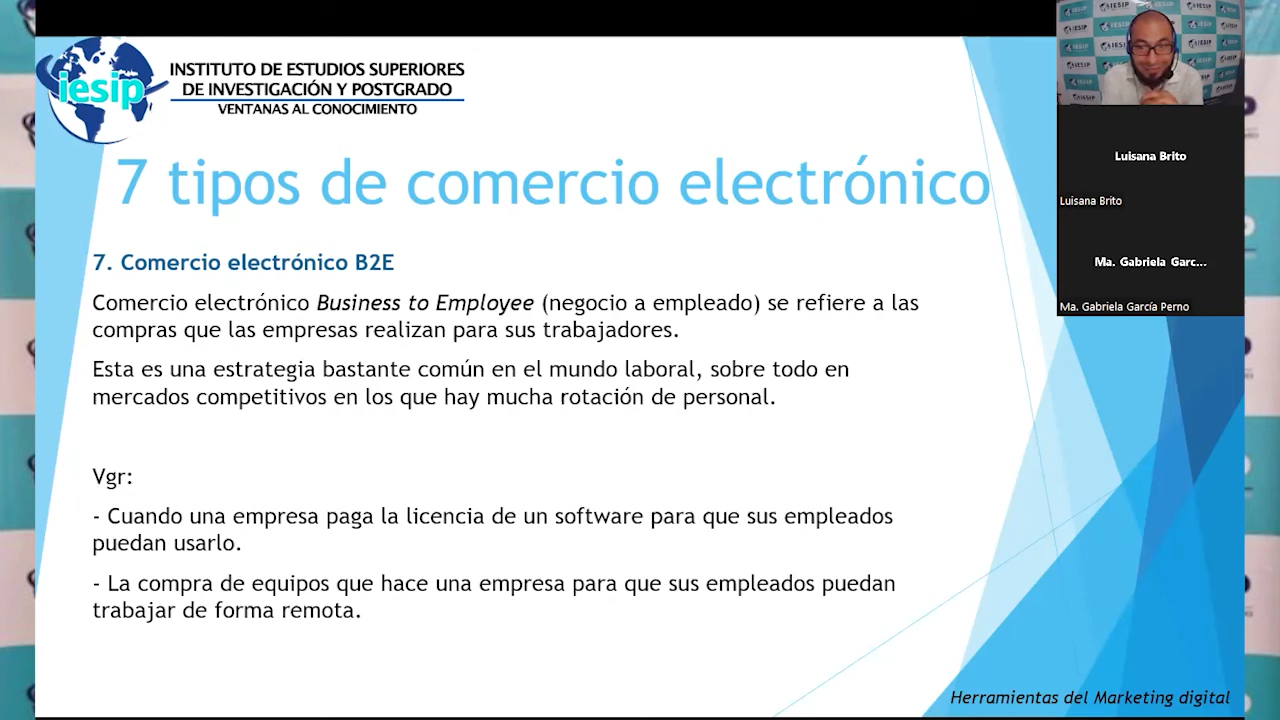 iesip
INSTITUTO DE ESTUDIOS SUPERIORES
DE INVESTIGACIÓN Y POSTGRADO
VENTANAS AL CONOCIMIENTO
7 tipos de comercio electrónico
7. Comercio electrónico B2E
Comercio electrónico Business to Employee (negocio a empleado) se refiere a las
compras que las empresas realizan para sus trabajadores.
Esta es una estrategia bastante común en el mundo laboral, sobre todo en
mercados competitivos en los que hay mucha rotación de personal.
Vgr:
- Cuando una empresa paga la licencia de un software para que sus empleados
puedan usarlo.
- La compra de equipos que hace una empresa para que sus empleados puedan
trabajar de forma remota.
Herramientas del Marketing digital
Luisana Brito
Luisana Brito
Ma. Gabriela Garc...
Ma. Gabriela García Perno